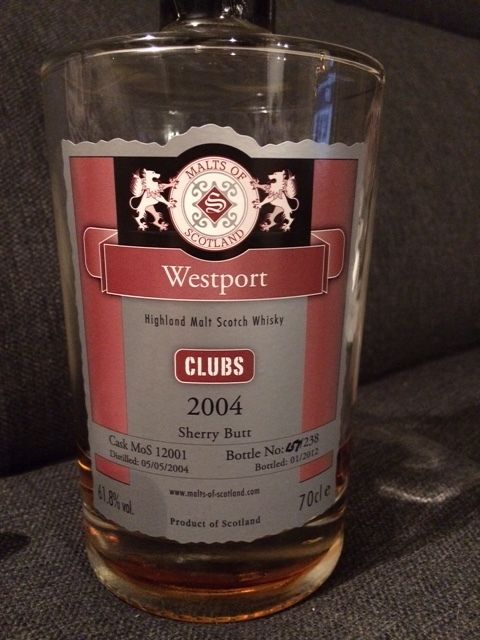 MALTS OF
S
SCOTLAND
Westport
Highland Malt Scotch Whisky
CLUBS
2004
Sherry Butt
Cask MoS 12001 Bottle No: /238
Distilled: 05/05/2004 Bottled: 01/2012
61.8% vol. www.malts-of-scotland.com 70cl e
Product of Scotland